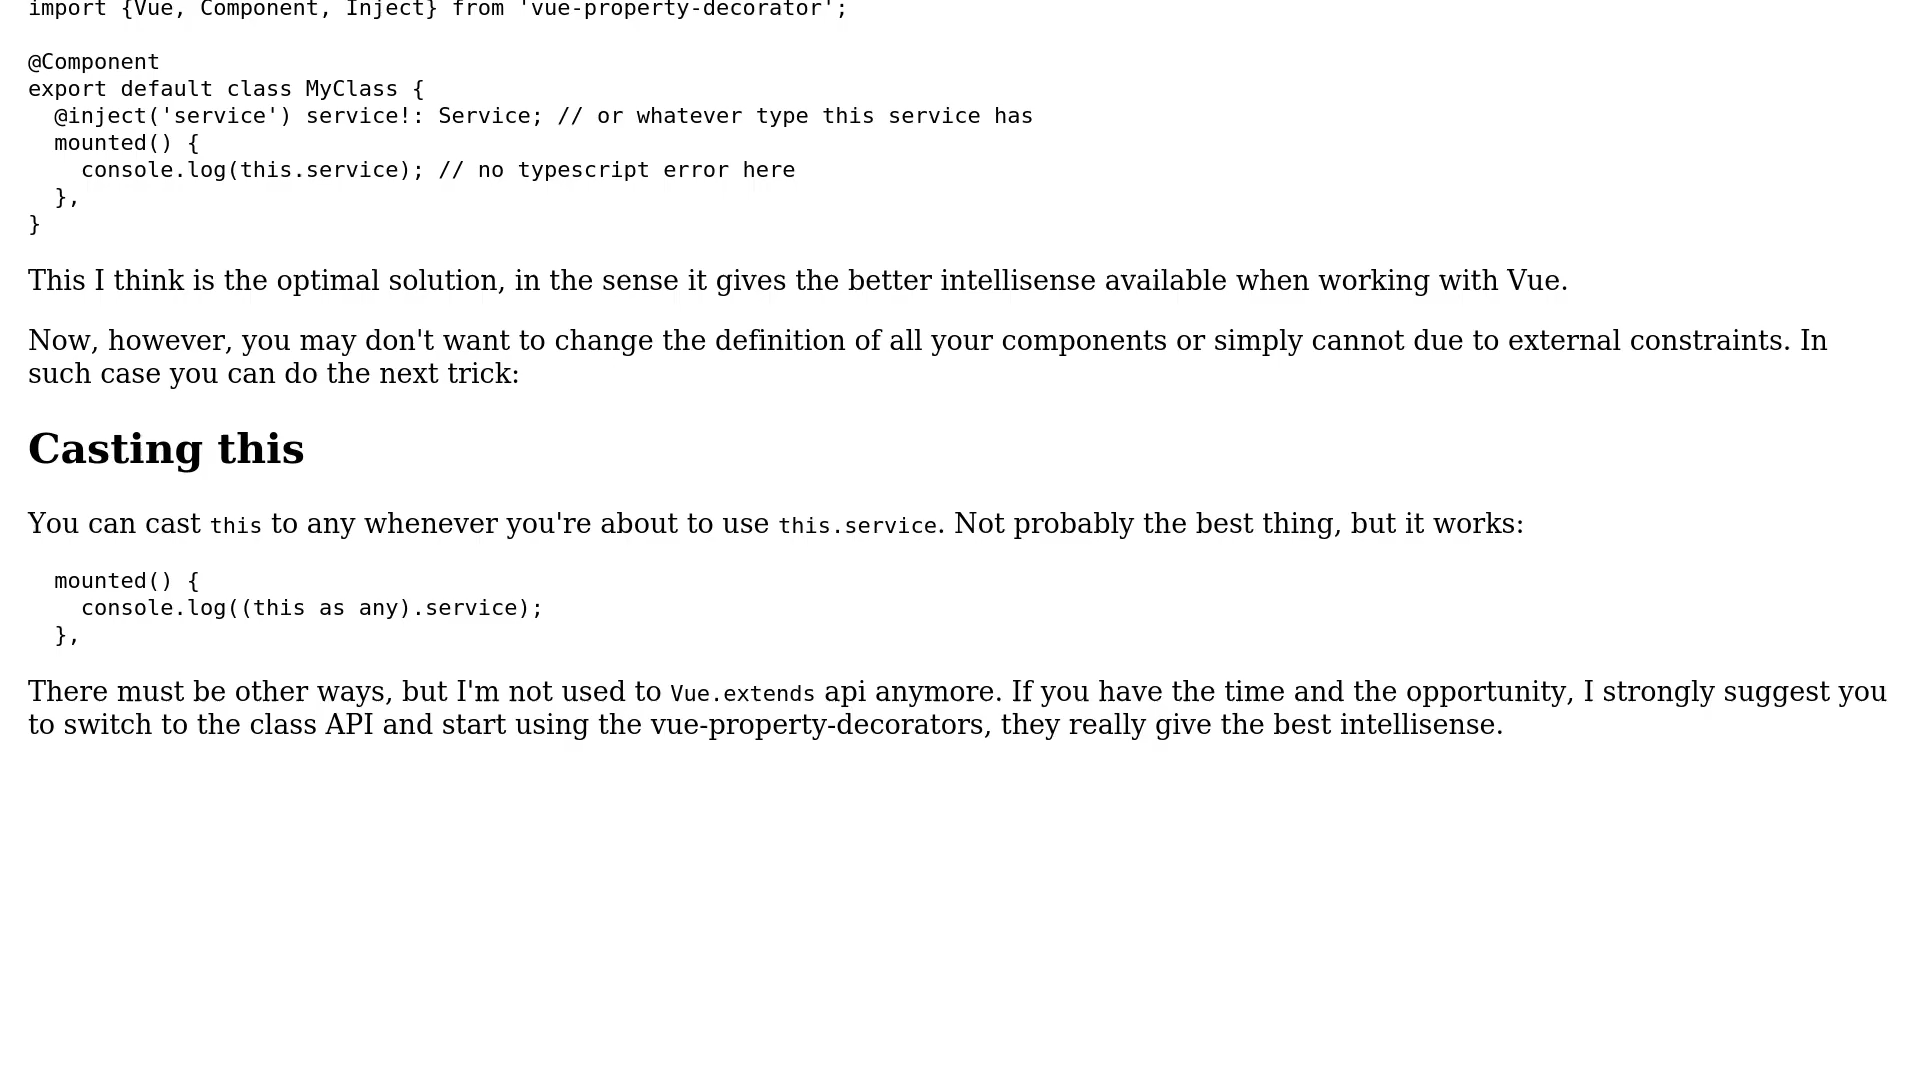 import {Vue, Component, Inject} from 'vue-property-decorator';
@Component
export default class MyClass {
  @inject('service') service!: Service; // or whatever type this service has
  mounted() {
    console.log(this.service); // no typescript error here
  },
}
This I think is the optimal solution, in the sense it gives the better intellisense available when working with Vue.
Now, however, you may don't want to change the definition of all your components or simply cannot due to external constraints. In
such case you can do the next trick:
Casting this
You can cast this to any whenever you're about to use this.service. Not probably the best thing, but it works:
  mounted() {
    console.log((this as any).service);
  },
There must be other ways, but I'm not used to Vue.extends api anymore. If you have the time and the opportunity, I strongly suggest you
to switch to the class API and start using the vue-property-decorators, they really give the best intellisense.